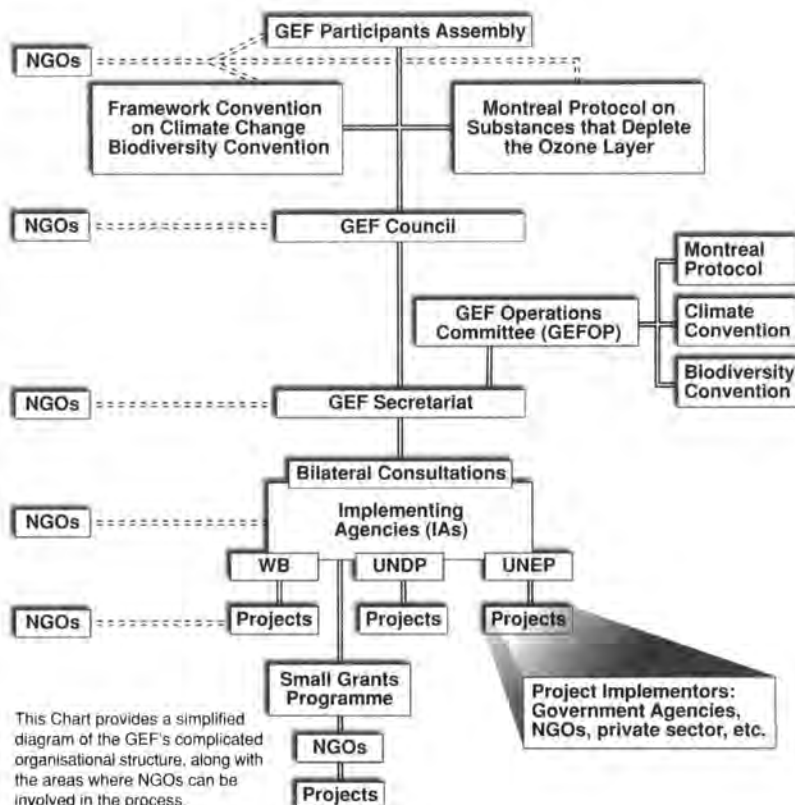 GEF Participants Assembly
NGOs
Framework Convention
on Climate Change
Biodiversity Convention
Montreal Protocol on
Substances that Deplete
the Ozone Layer
NGOs
GEF Council
Montreal
Protocol
GEF Operations
Committee (GEFOP)
Climate
Convention
Biodiversity
Convention
NGOs
GEF Secretariat
Bilateral Consultations
NGOs
Implementing
Agencies (IAs)
WB
UNDP
UNEP
NGOs
Projects
Projects
Projects
Small Grants
Programme
Project Implementors:
Government Agencies,
NGOs, private sector, etc.
NGOs
Projects
This Chart provides a simplified
diagram of the GEF's complicated
organisational structure, along with
the areas where NGOs can be
involved in the process.